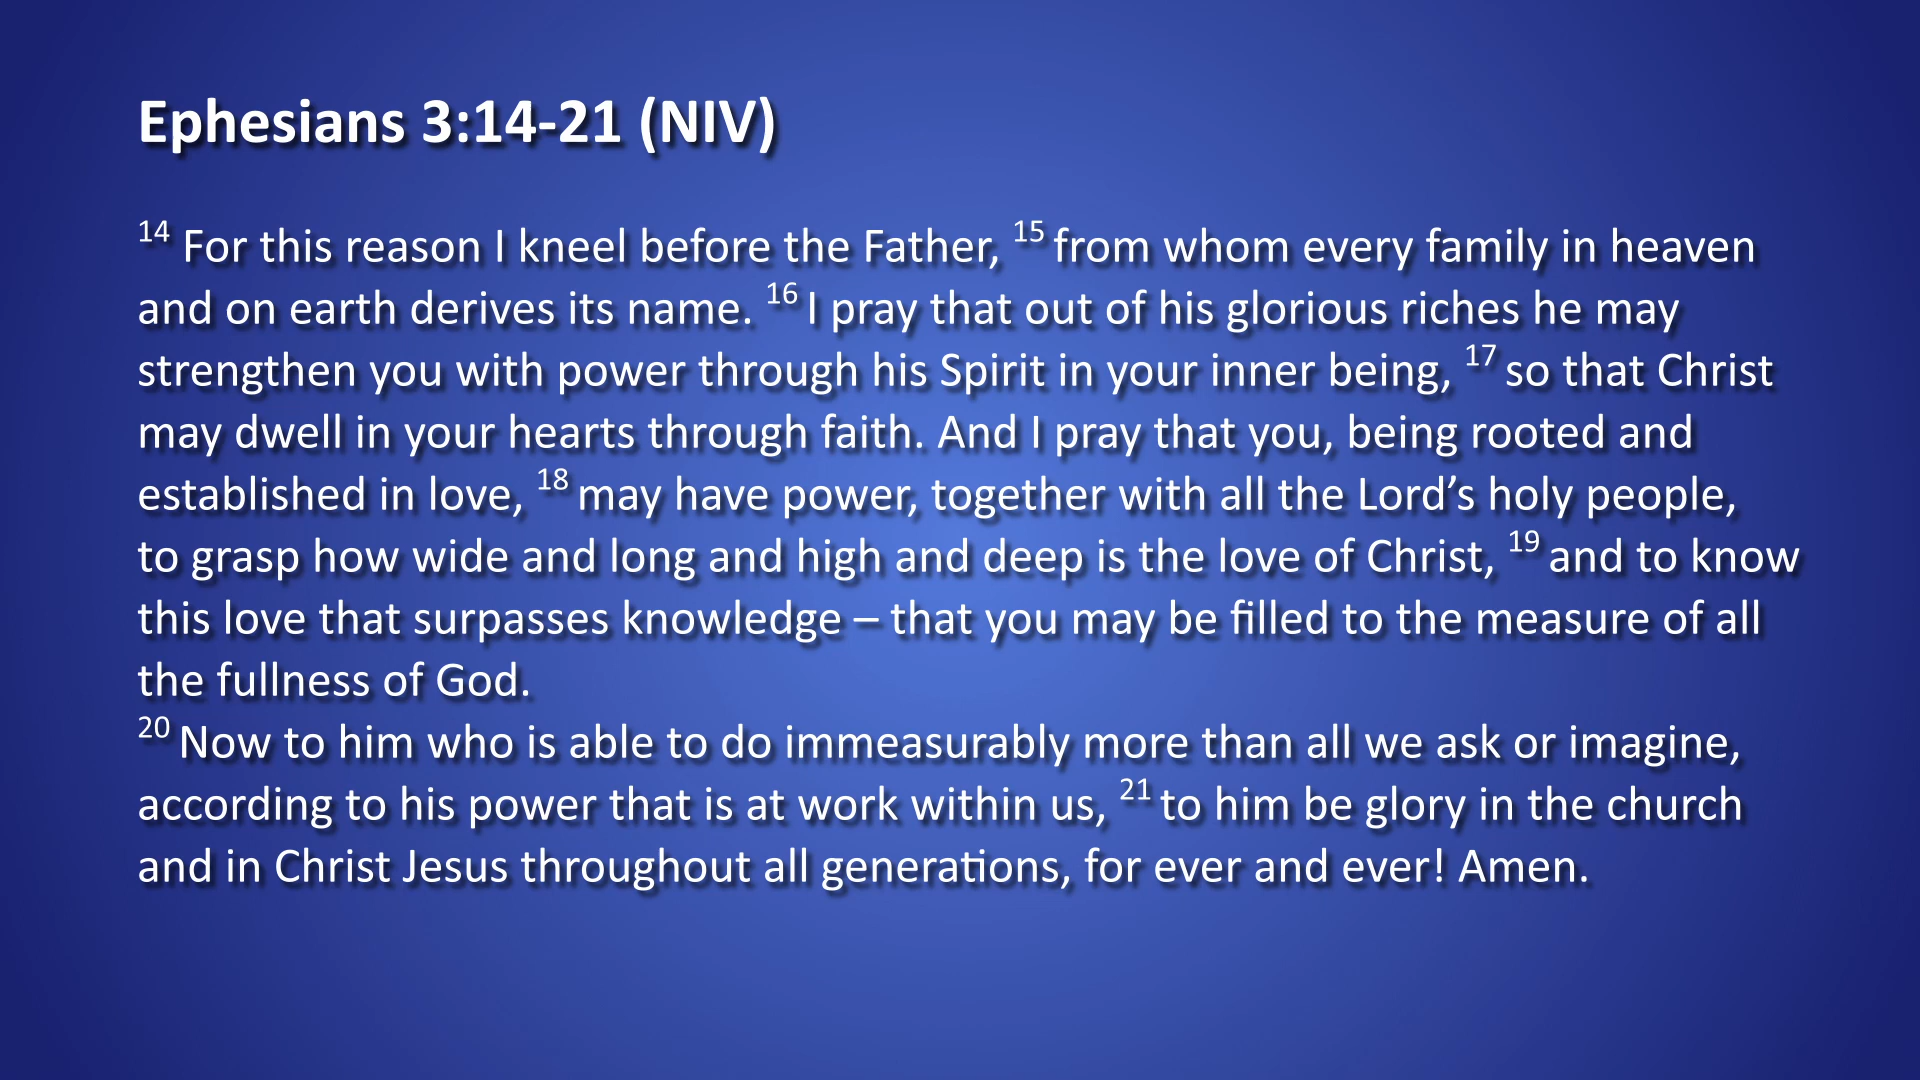 Ephesians 3:14-21 (NIV)
14 For this reason I kneel before the Father, 15 from whom every family in heaven
and on earth derives its name. 16 I pray that out of his glorious riches he may
strengthen you with power through his Spirit in your inner being, 17 so that Christ
may dwell in your hearts through faith. And I pray that you, being rooted and
established in love, 18 may have power, together with all the Lord’s holy people,
to grasp how wide and long and high and deep is the love of Christ, 19 and to know
this love that surpasses knowledge – that you may be filled to the measure of all
the fullness of God.
20 Now to him who is able to do immeasurably more than all we ask or imagine,
according to his power that is at work within us, 21 to him be glory in the church
and in Christ Jesus throughout all generations, for ever and ever! Amen.